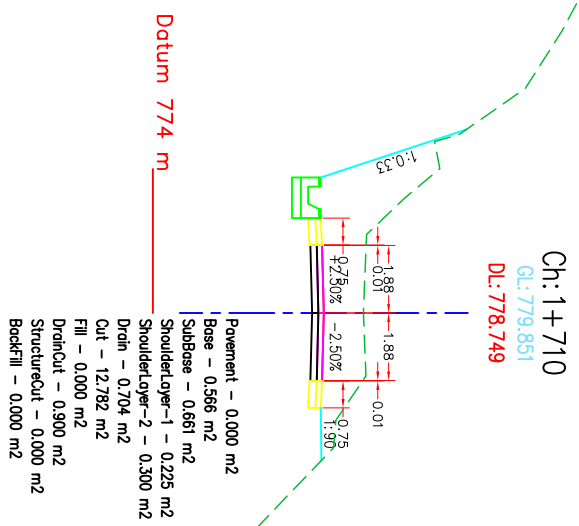 Ch: 1+710
GL: 779.851
DL: 778.749
1:0.33
1.88
1.88
0.01
0.01
0.75
0.75
+2.50%
-2.50%
1:90
Datum 774 m
Pavement - 0.000 m2
Base - 0.566 m2
SubBase - 0.661 m2
ShoulderLayer-1 - 0.225 m2
ShoulderLayer-2 - 0.300 m2
Drain - 0.704 m2
Cut - 12.782 m2
Fill - 0.000 m2
DrainCut - 0.900 m2
StructureCut - 0.000 m2
BackFill - 0.000 m2